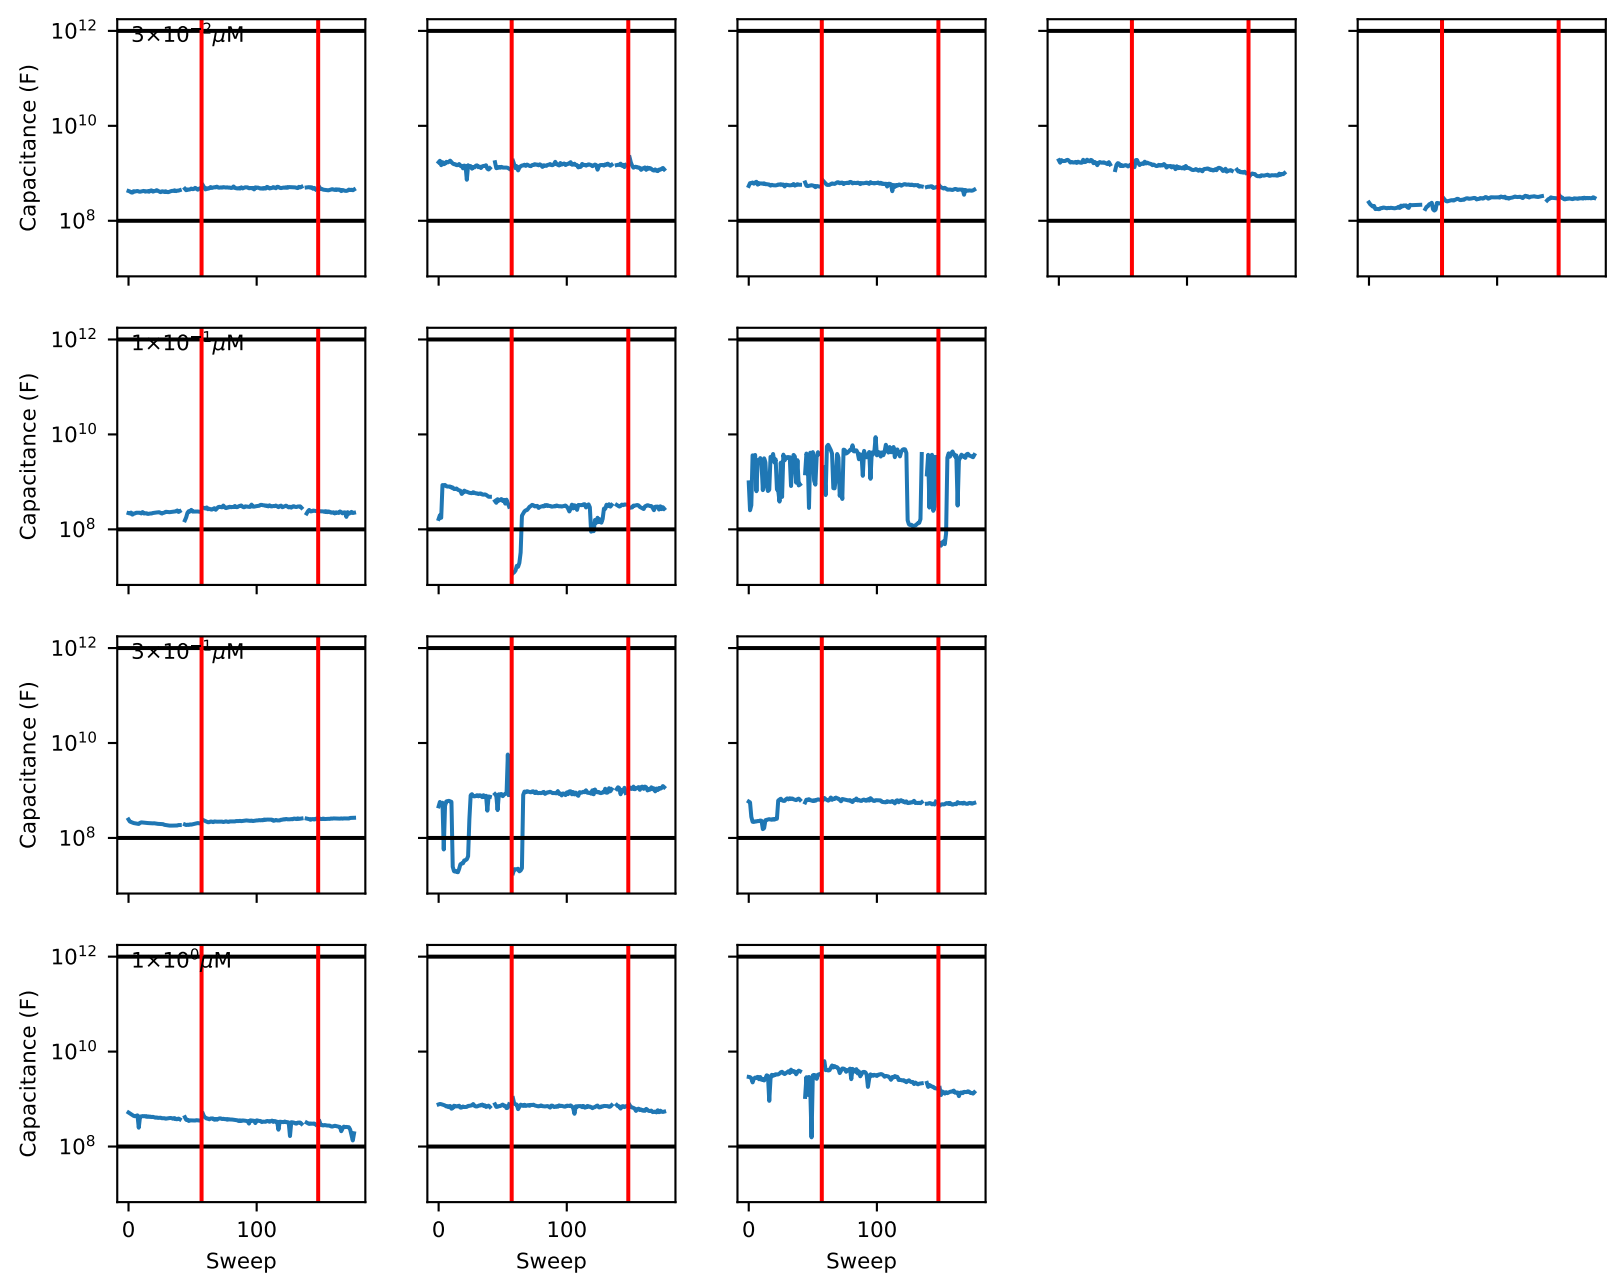 Capacitance (F)
10¹²
10¹⁰
10⁸
3×10⁻²μM
Capacitance (F)
10¹²
10¹⁰
10⁸
1×10⁻¹μM
Capacitance (F)
10¹²
10¹⁰
10⁸
3×10⁻¹μM
Capacitance (F)
10¹²
10¹⁰
10⁸
1×10⁰μM
0 100 0 100 0 100
Sweep Sweep Sweep